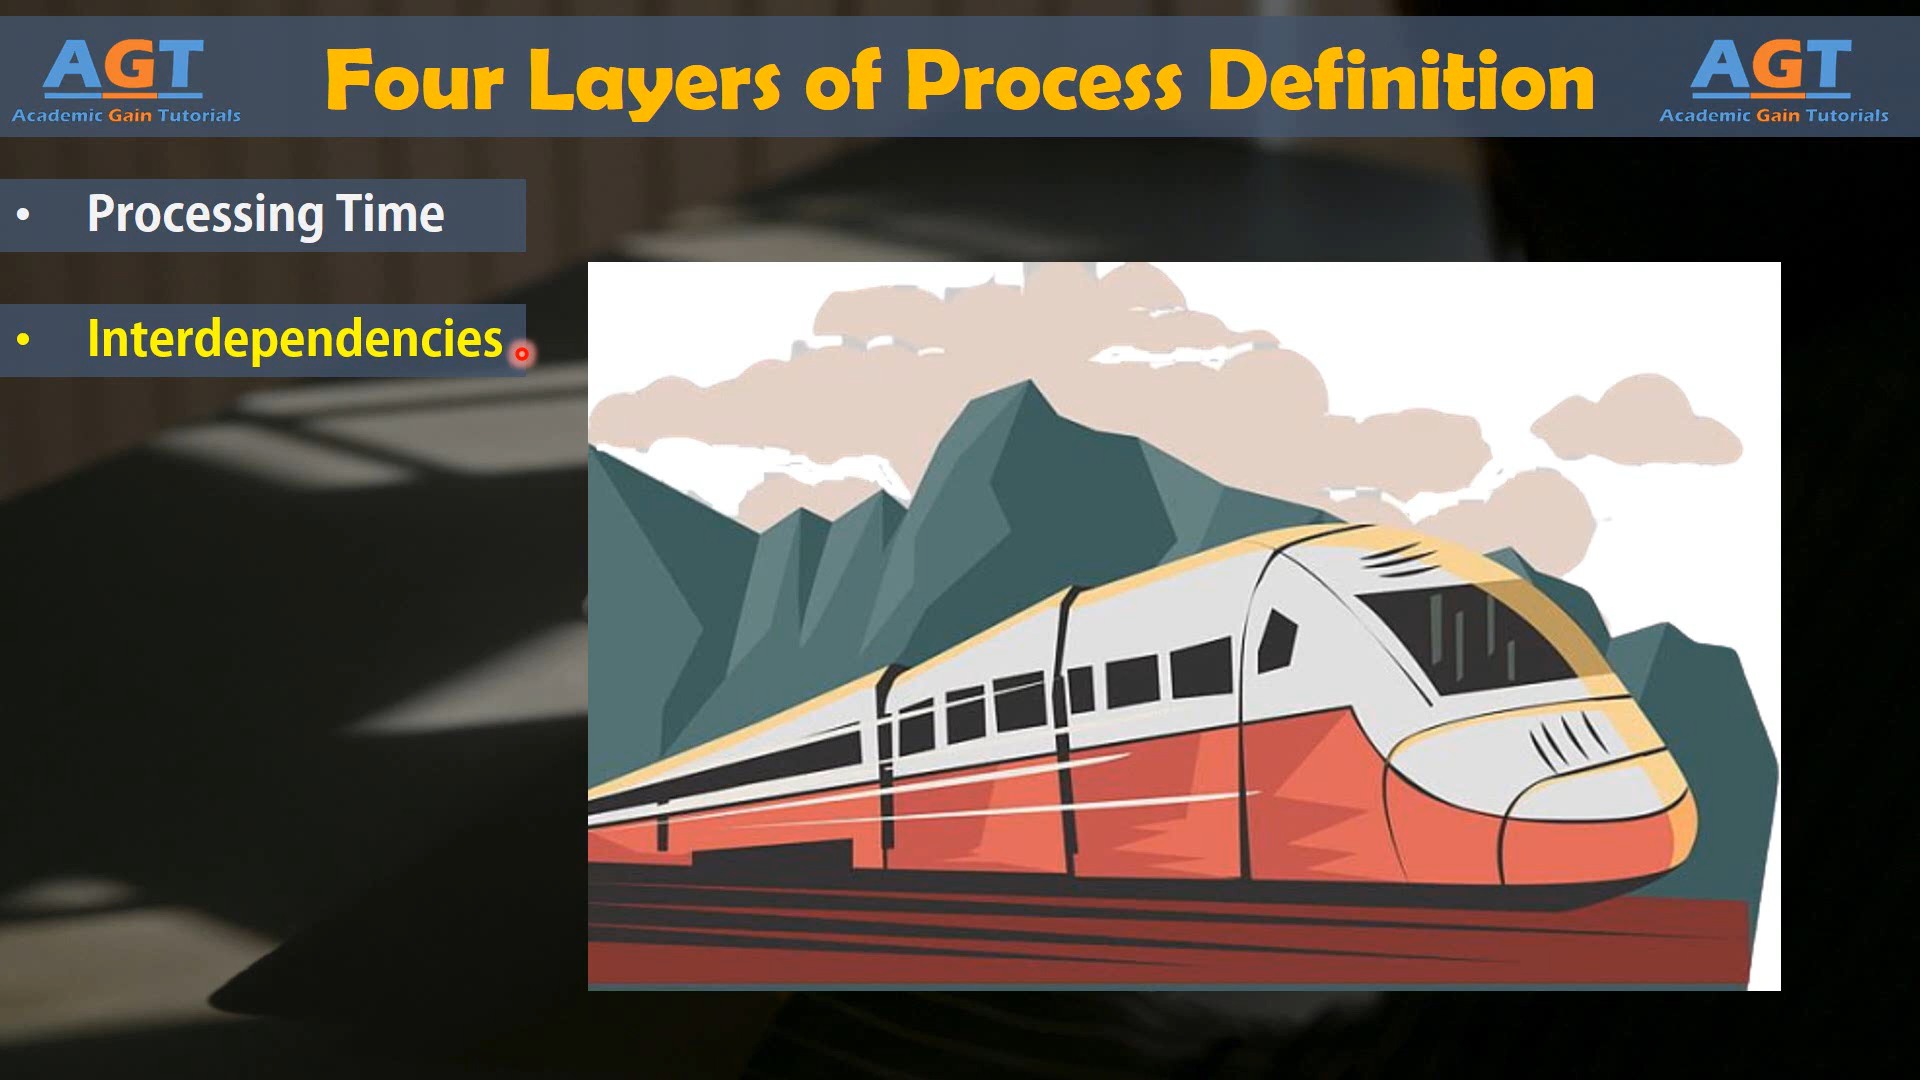 AGT
Academic Gain Tutorials
Four Layers of Process Definition
AGT
Academic Gain Tutorials
• Processing Time
• Interdependencies